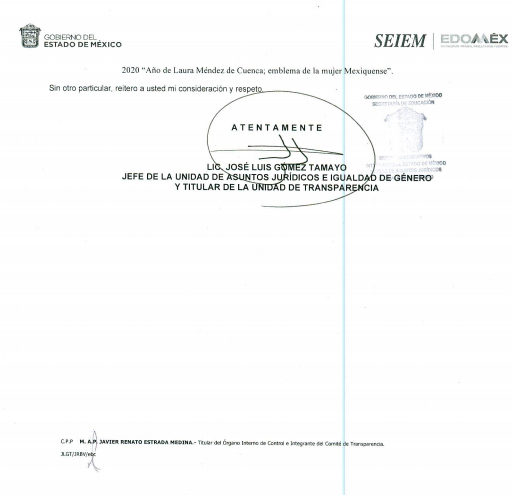 GOBIERNO DEL
ESTADO DE MÉXICO
SEIEM
EDOMÉX
2020 “Año de Laura Méndez de Cuenca; emblema de la mujer Mexiquense”.
Sin otro particular, reitero a usted mi consideración y respeto.
GOBIERNO DEL ESTADO DE MÉXICO
SECRETARÍA DE EDUCACIÓN
A T E N T A M E N T E
LIC. JOSÉ LUIS GÓMEZ TAMAYO
JEFE DE LA UNIDAD DE ASUNTOS JURÍDICOS E IGUALDAD DE GÉNERO
Y TITULAR DE LA UNIDAD DE TRANSPARENCIA
C.P.P M. A.P. JAVIER RENATO ESTRADA MEDINA.- Titular del Órgano Interno de Control e Integrante del Comité de Transparencia.
JLGT/JRBV/ebc